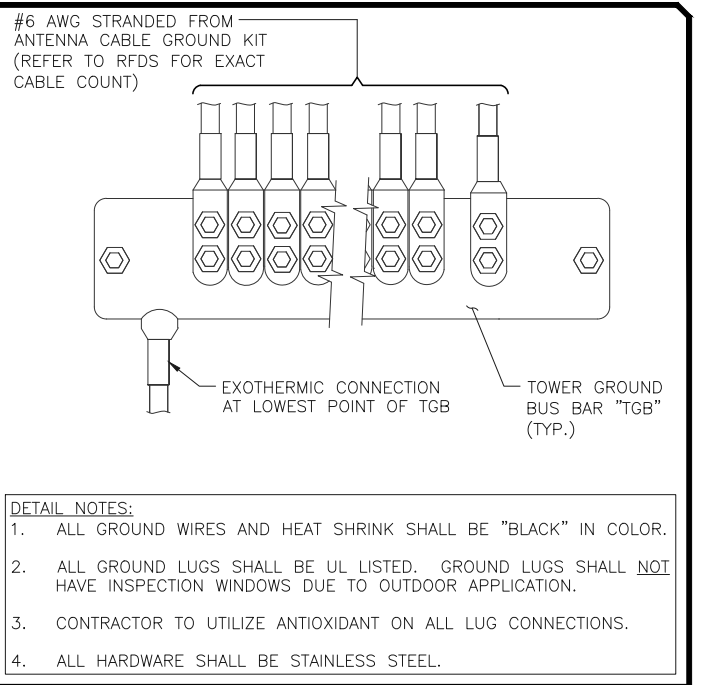 #6 AWG STRANDED FROM
ANTENNA CABLE GROUND KIT
(REFER TO RFDS FOR EXACT
CABLE COUNT)
EXOTHERMIC CONNECTION
AT LOWEST POINT OF TGB
TOWER GROUND
BUS BAR "TGB"
(TYP.)
DETAIL NOTES:
1. ALL GROUND WIRES AND HEAT SHRINK SHALL BE "BLACK" IN COLOR.
2. ALL GROUND LUGS SHALL BE UL LISTED. GROUND LUGS SHALL NOT
HAVE INSPECTION WINDOWS DUE TO OUTDOOR APPLICATION.
3. CONTRACTOR TO UTILIZE ANTIOXIDANT ON ALL LUG CONNECTIONS.
4. ALL HARDWARE SHALL BE STAINLESS STEEL.